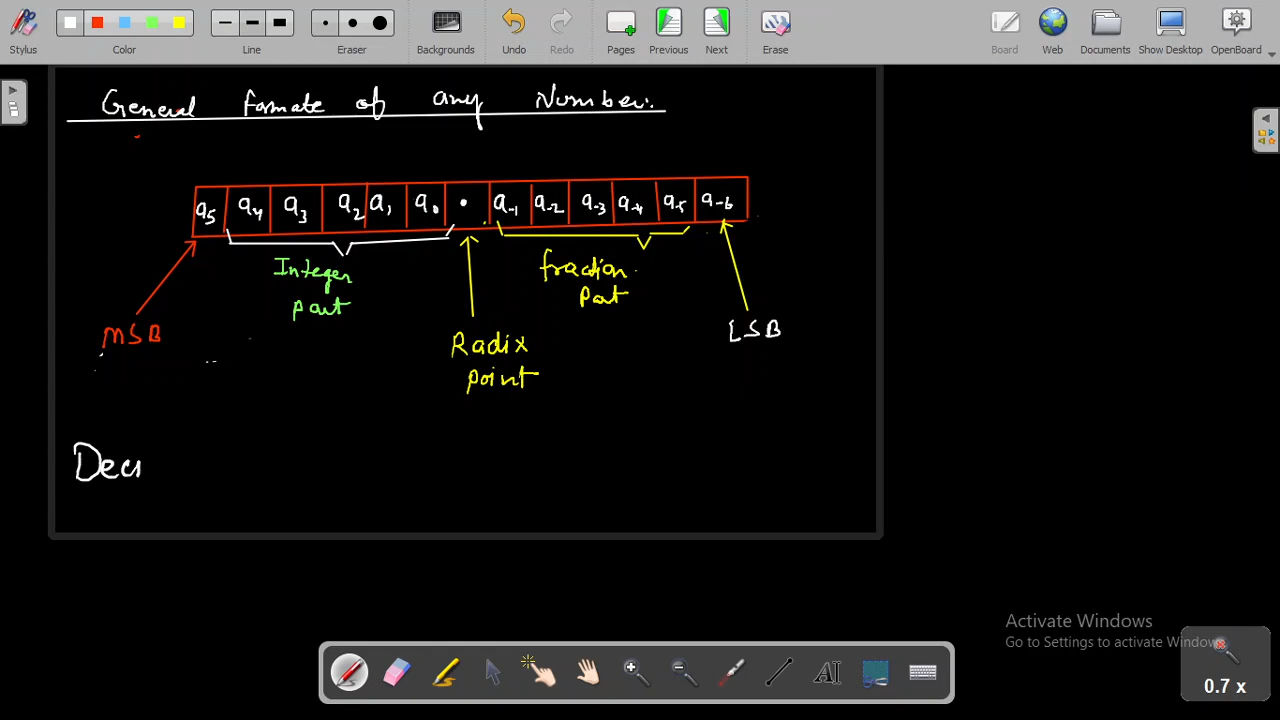 Stylus Color Line Eraser Backgrounds Undo Redo Pages Previous Next Erase Board Web Documents Show Desktop OpenBoard
General formate of any Number.
a5 a4 a3 a2 a1 a0 . a-1 a-2 a-3 a-4 a-5 a-6
Integer part
fraction part
MSB
Radix point
LSB
Deci
Activate Windows
Go to Settings to activate Windows.
AI
0.7 x